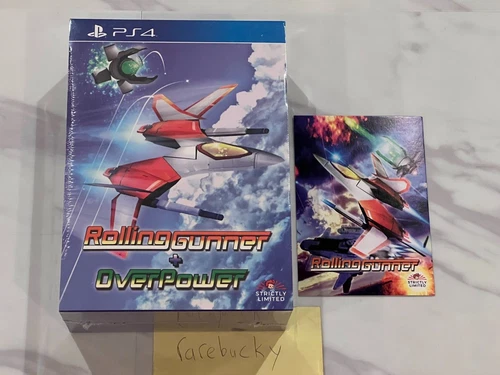 PS4
Rolling Gunner
+
OverPower
STRICTLY
LIMITED
Rolling Gunner
STRICTLY
LIMITED
rarebucky